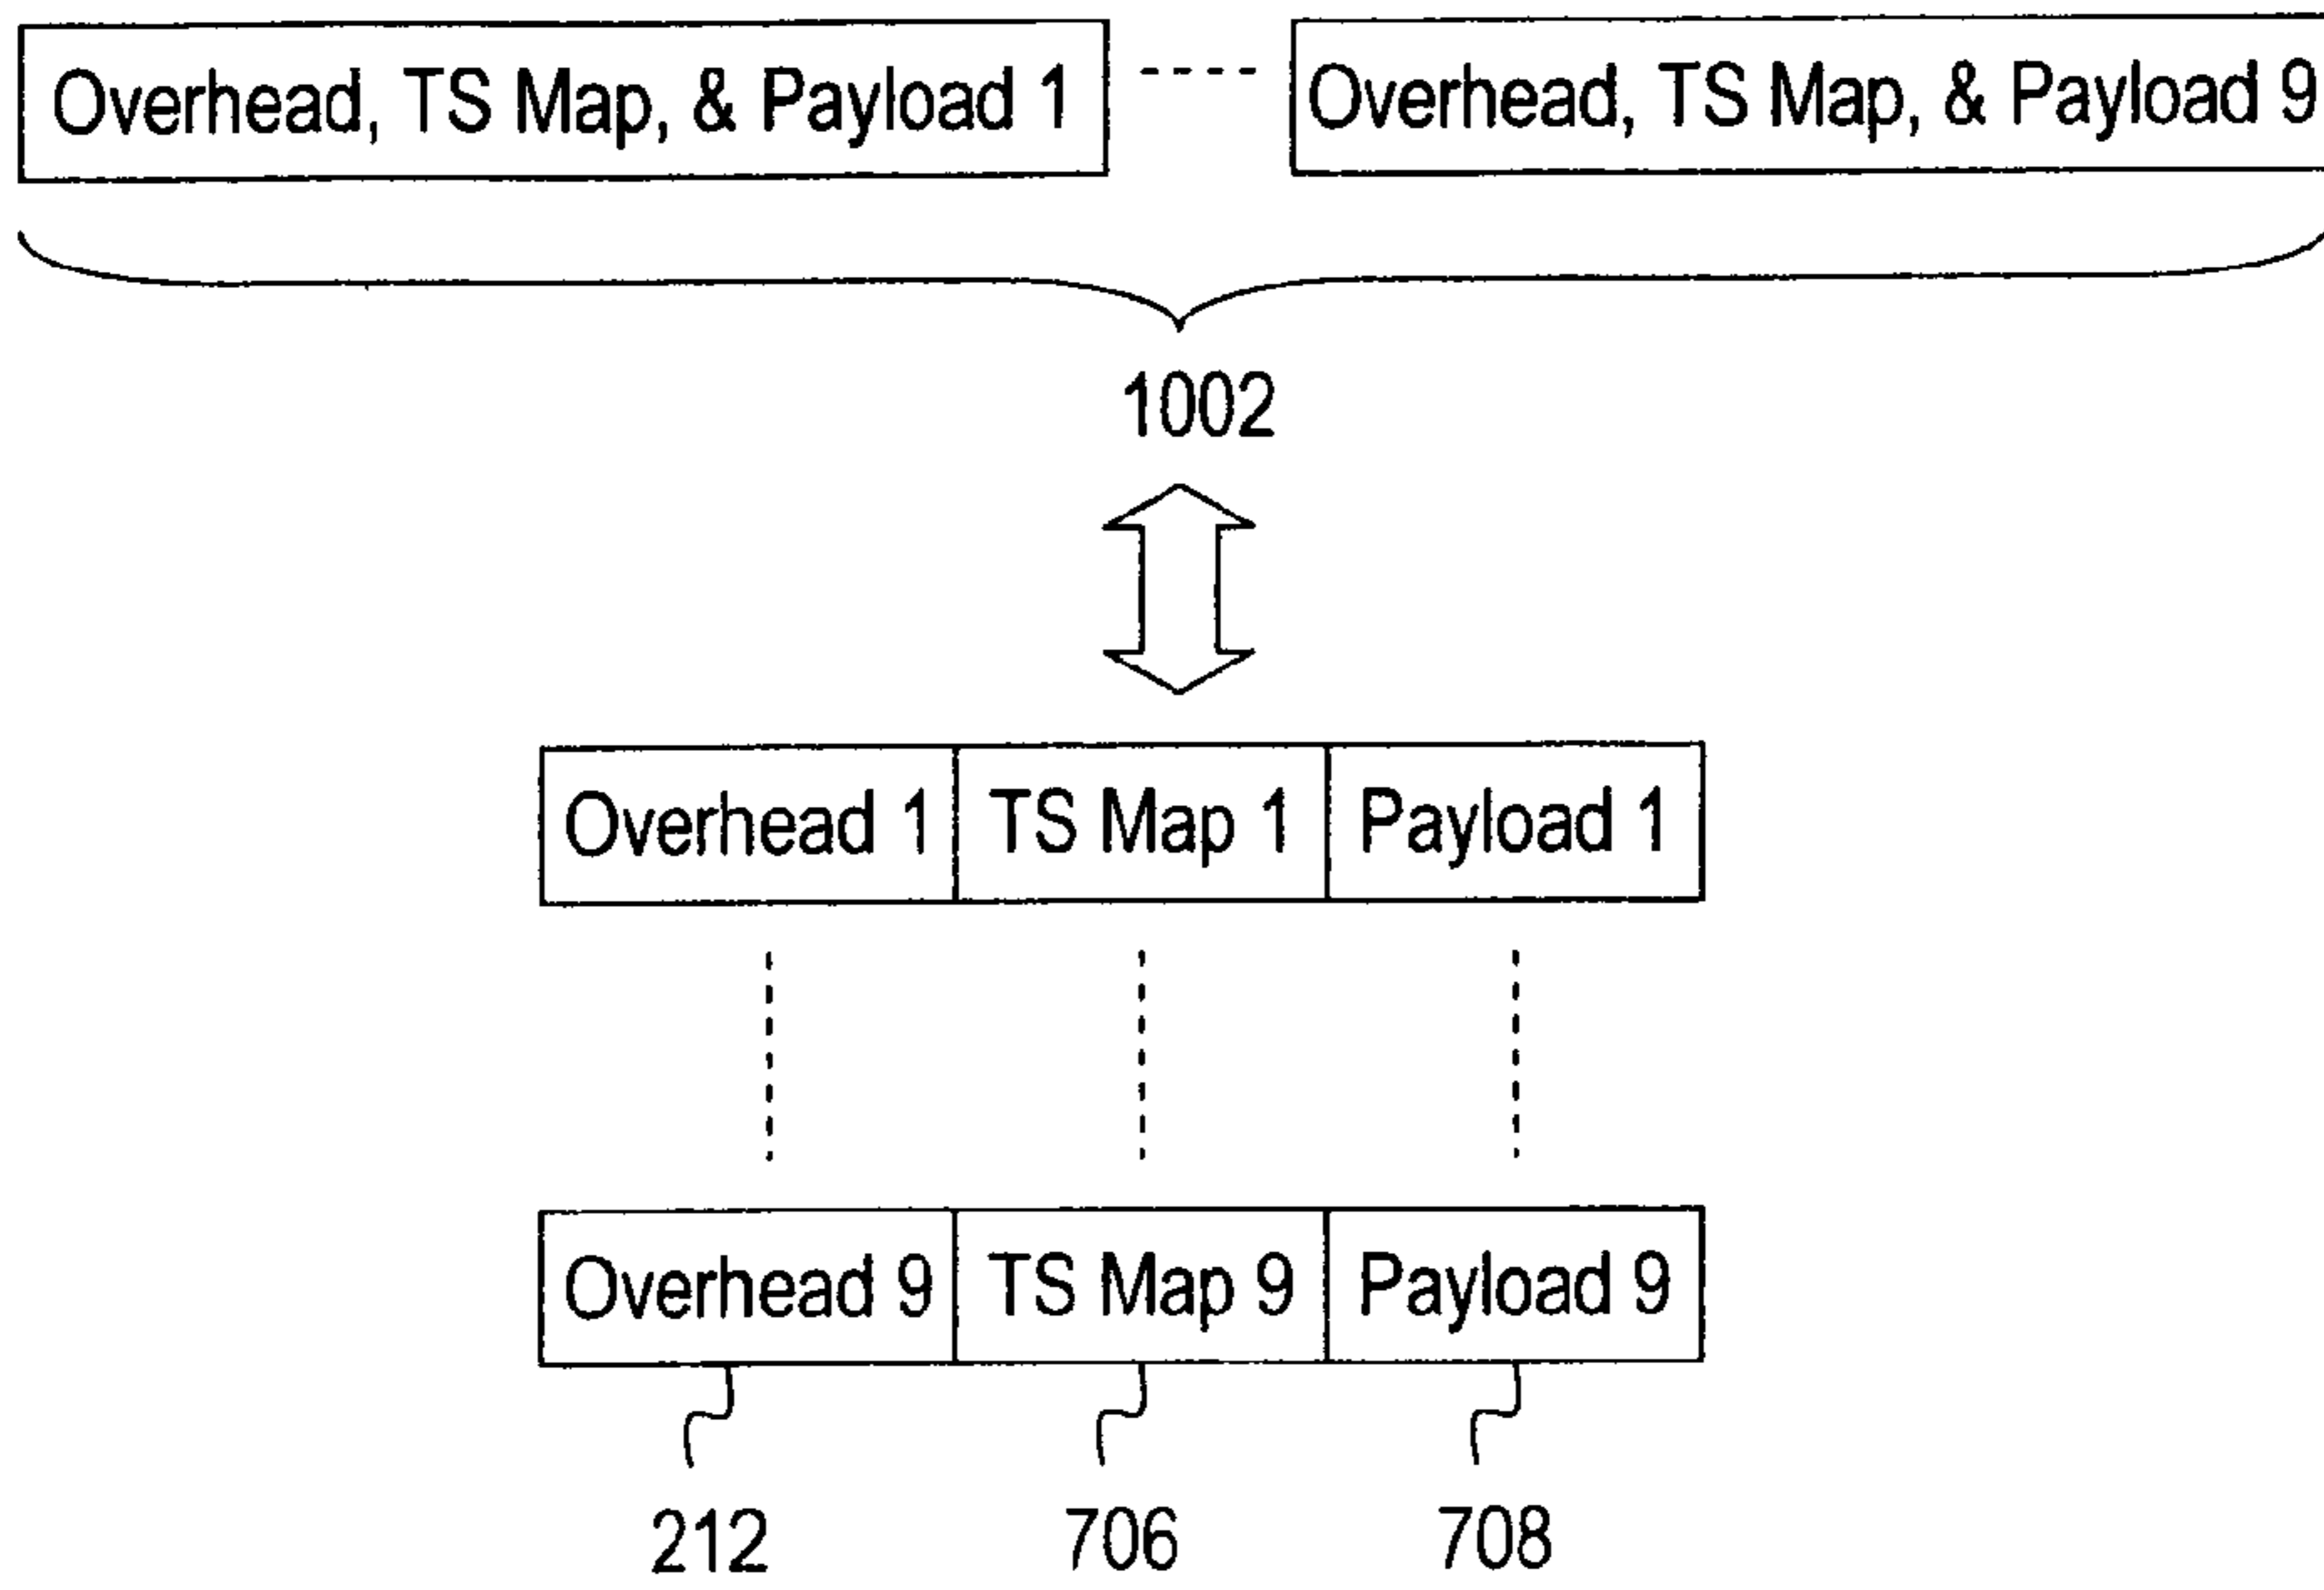 Overhead, TS Map, & Payload 1
Overhead, TS Map, & Payload 9
1002
Overhead 1 TS Map 1 Payload 1
Overhead 9 TS Map 9 Payload 9
212 706 708